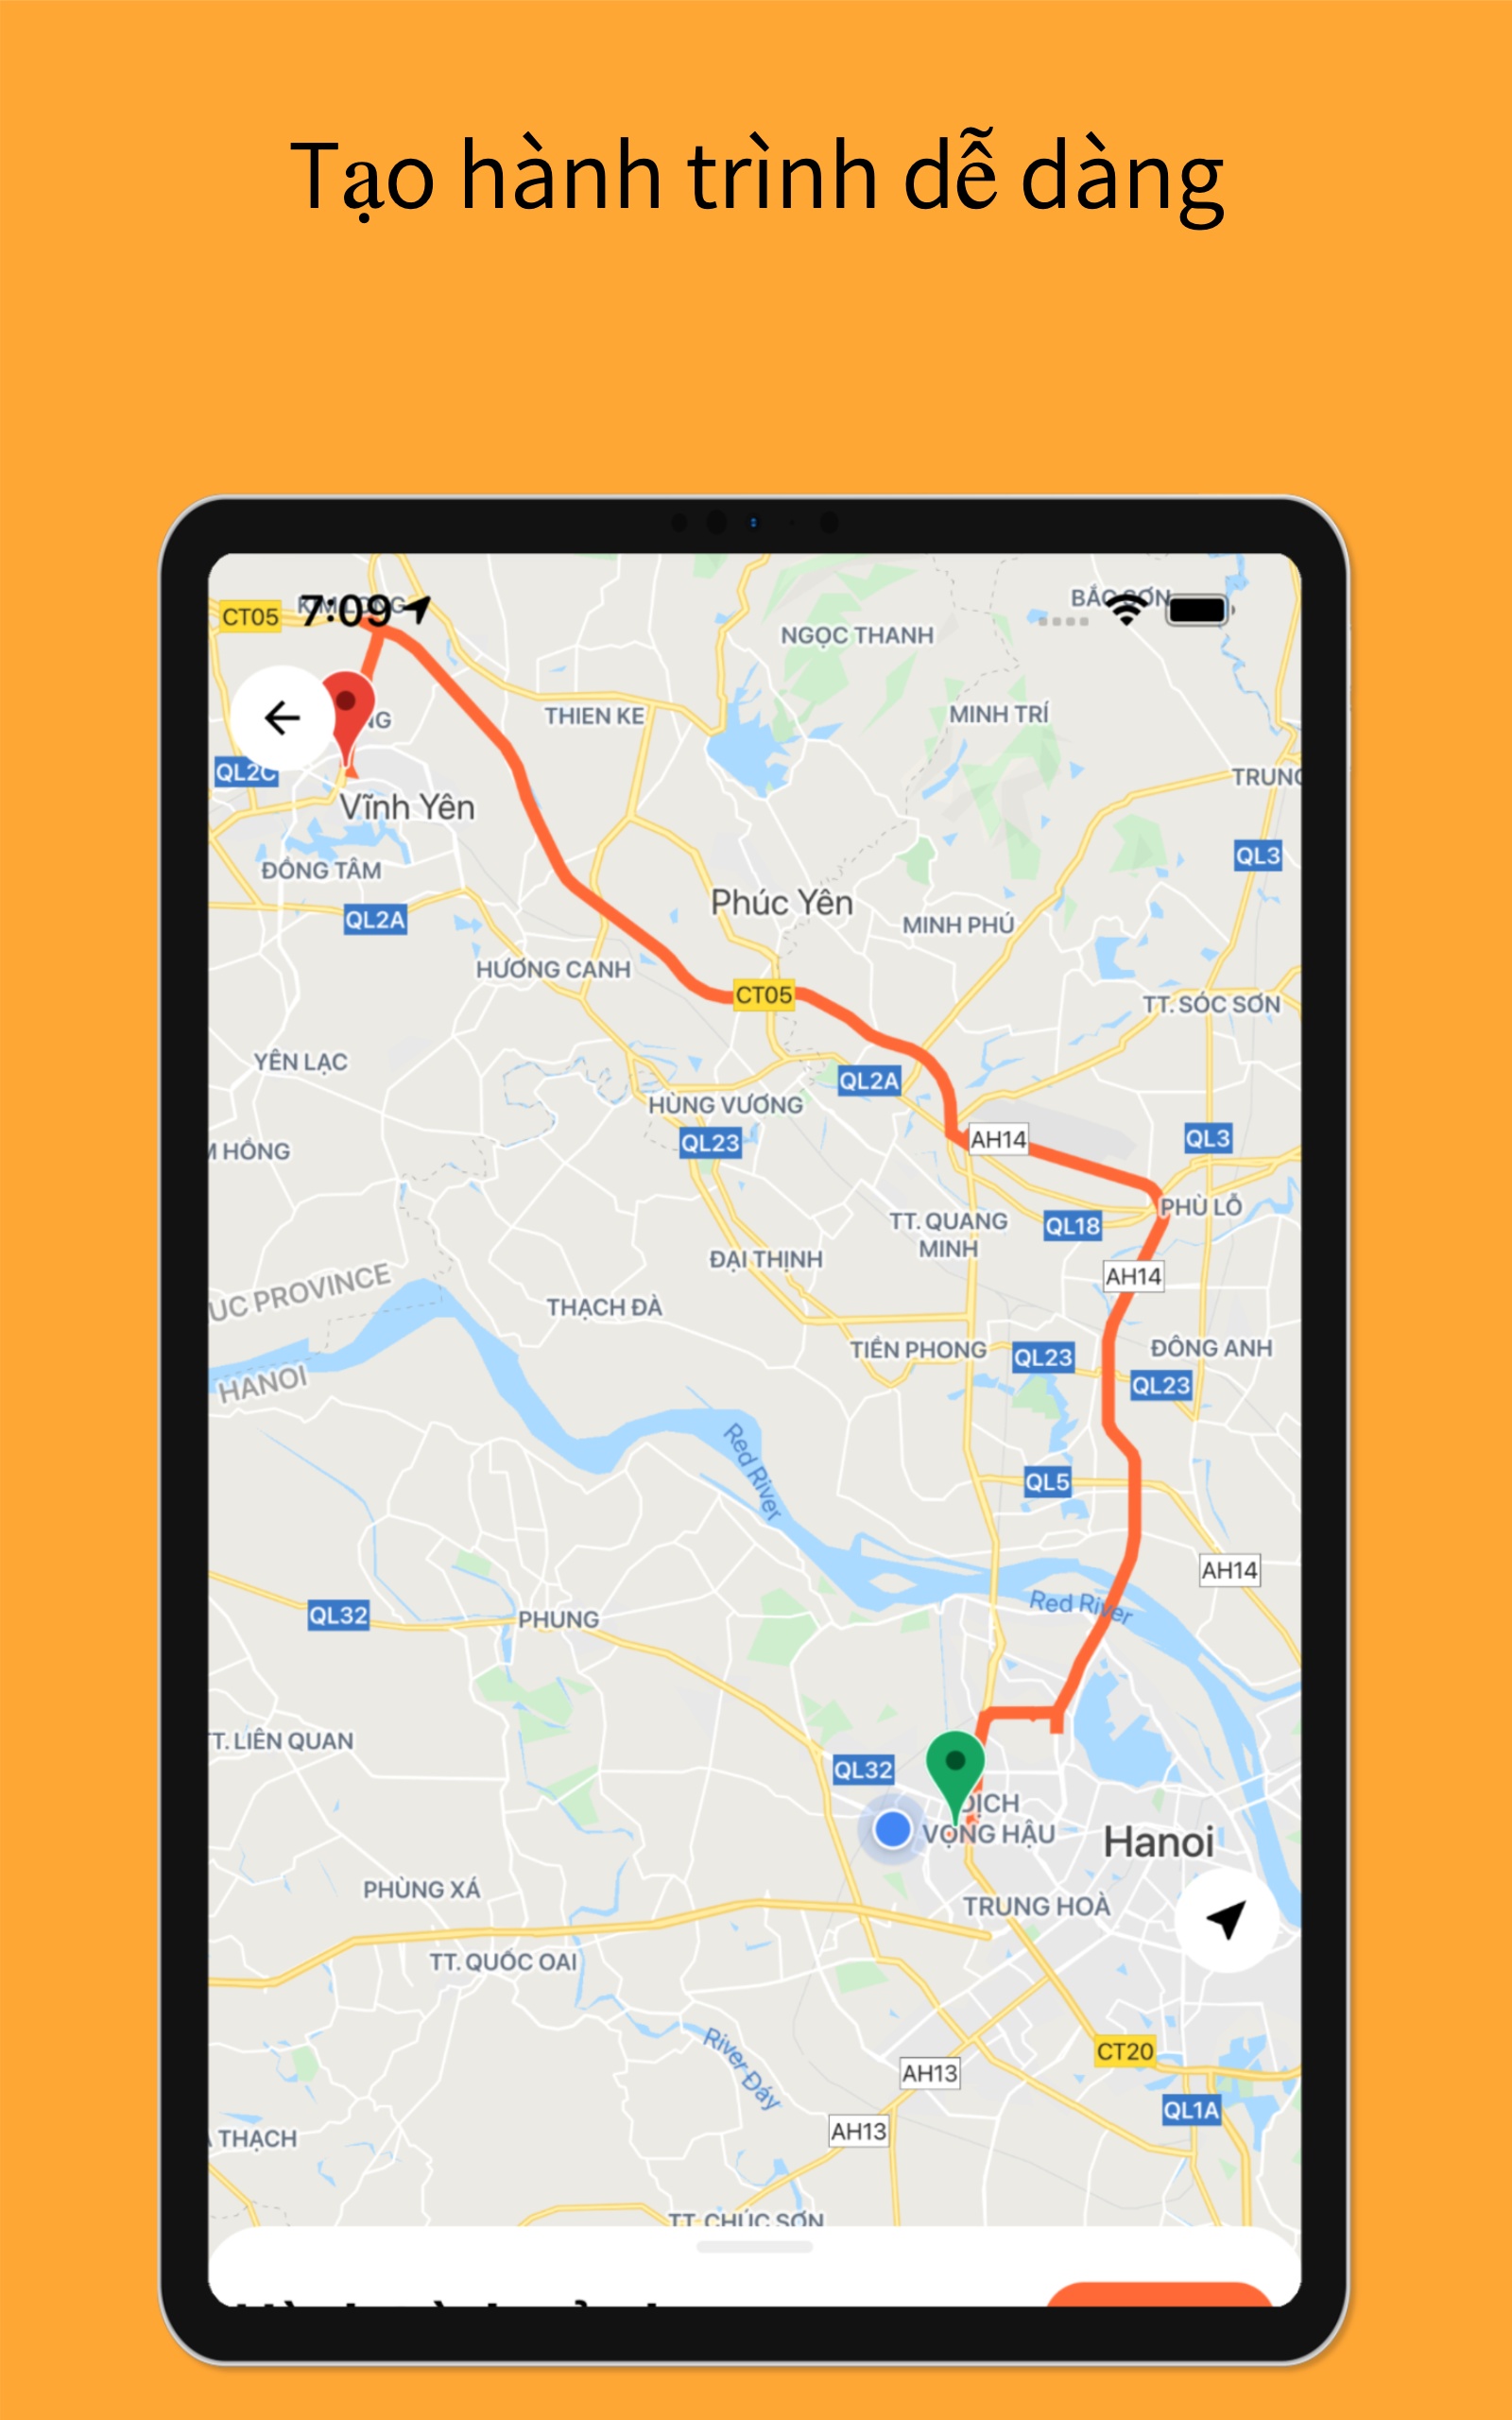 Tạo hành trình dễ dàng
7:09
BẮC SƠN
CT05
NGỌC THANH
THIEN KE
MINH TRÍ
QL2C
Vĩnh Yên
QL3
ĐỒNG TÂM
QL2A
Phúc Yên
MINH PHÚ
HƯƠNG CANH
CT05
TT. SÓC SƠN
YÊN LẠC
QL2A
HÙNG VƯƠNG
QL23
AH14
QL3
HỒNG
PHÙ LỖ
TT. QUANG
MINH
QL18
ĐẠI THỊNH
AH14
PROVINCE
THẠCH ĐÀ
TIỀN PHONG
QL23
ĐÔNG ANH
QL23
HANOI
Red River
QL5
AH14
Red River
QL32
PHUNG
TT. LIÊN QUAN
QL32
DỊCH
VỌNG HẬU
Hanoi
PHÙNG XÁ
TRUNG HOÀ
TT. QUỐC OAI
River Đáy
CT20
AH13
QL1A
AH13
THẠCH
TT. CHÚC SƠN